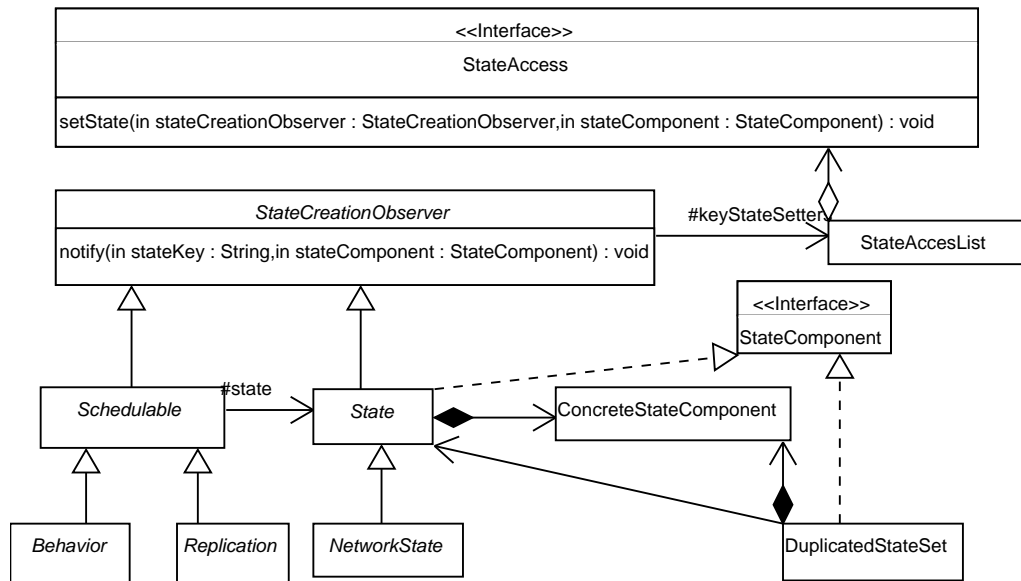 <<Interface>>
StateAccess
setState(in stateCreationObserver : StateCreationObserver,in stateComponent : StateComponent) : void
StateCreationObserver
notify(in stateKey : String,in stateComponent : StateComponent) : void
#keyStateSetters
StateAccesList
<<Interface>>
StateComponent
#state
Schedulable
State
ConcreteStateComponent
Behavior
Replication
NetworkState
DuplicatedStateSet